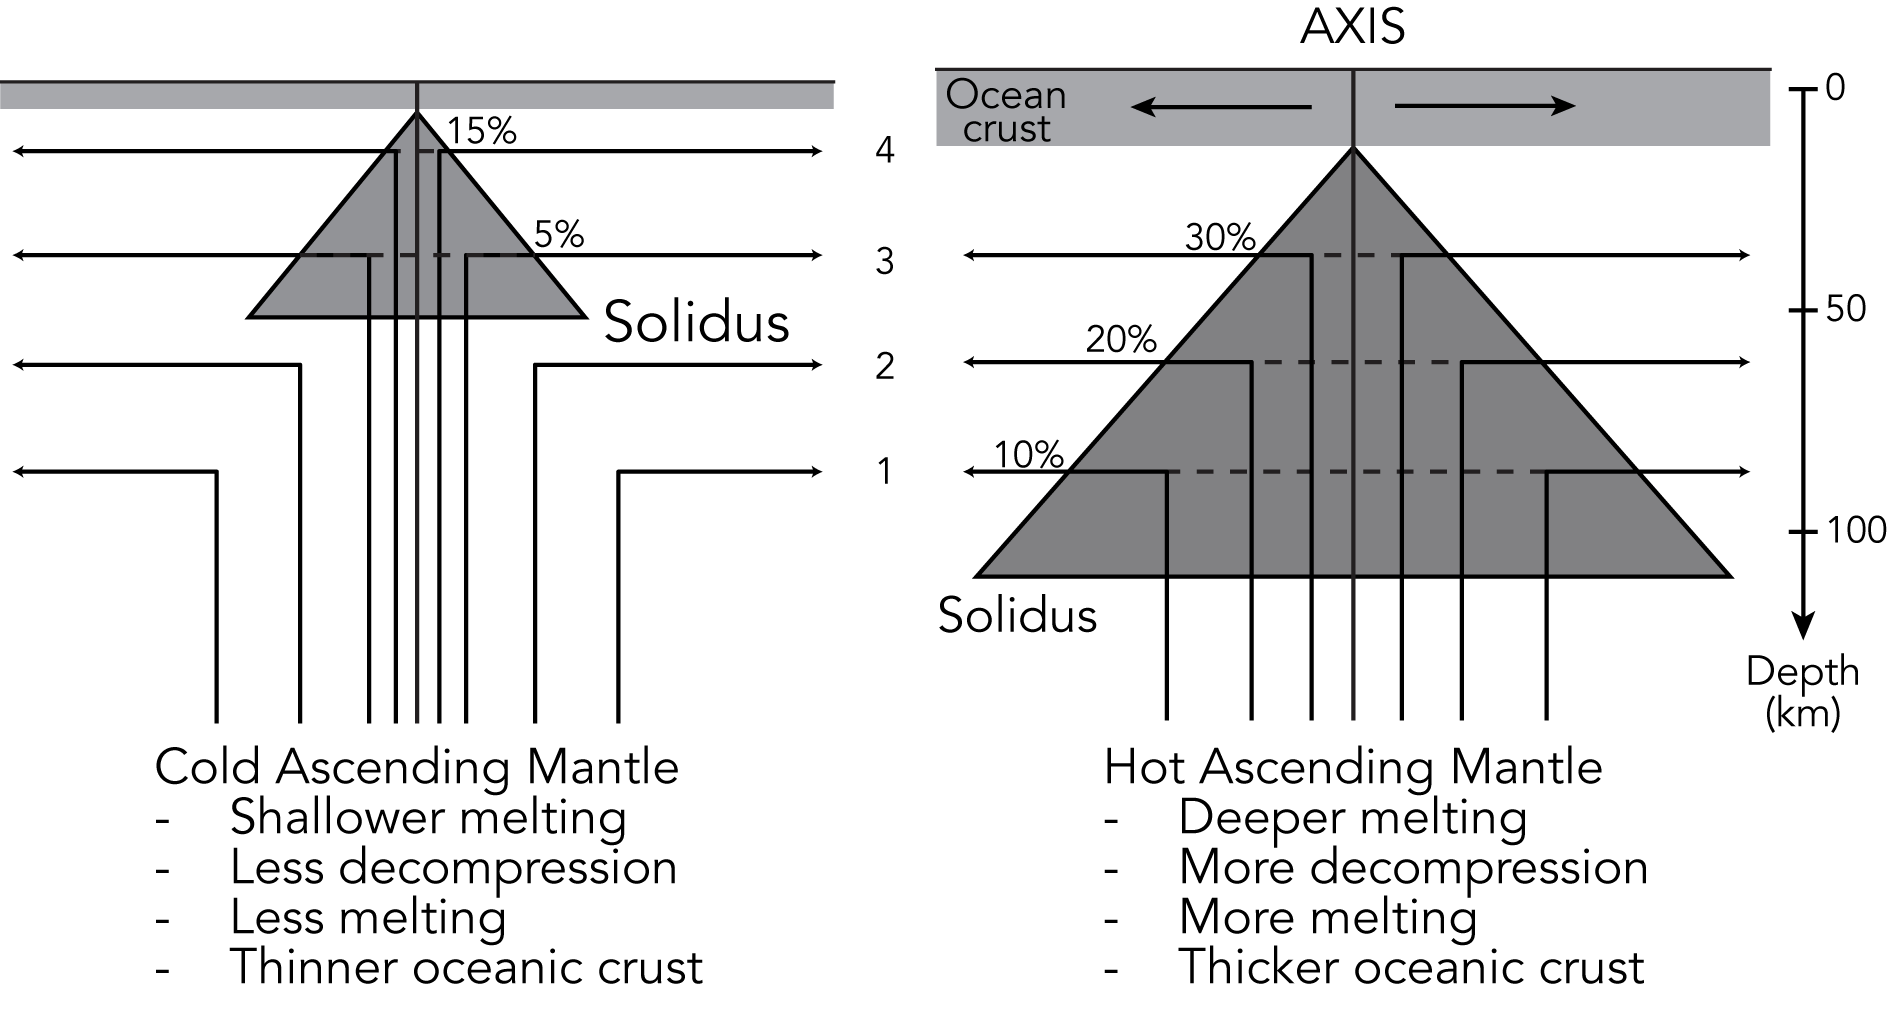 AXIS
Ocean
crust
0
15%
4
5%
30%
3
Solidus
50
20%
2
10%
1
100
Solidus
Depth
(km)
Cold Ascending Mantle
- Shallower melting
- Less decompression
- Less melting
- Thinner oceanic crust
Hot Ascending Mantle
- Deeper melting
- More decompression
- More melting
- Thicker oceanic crust